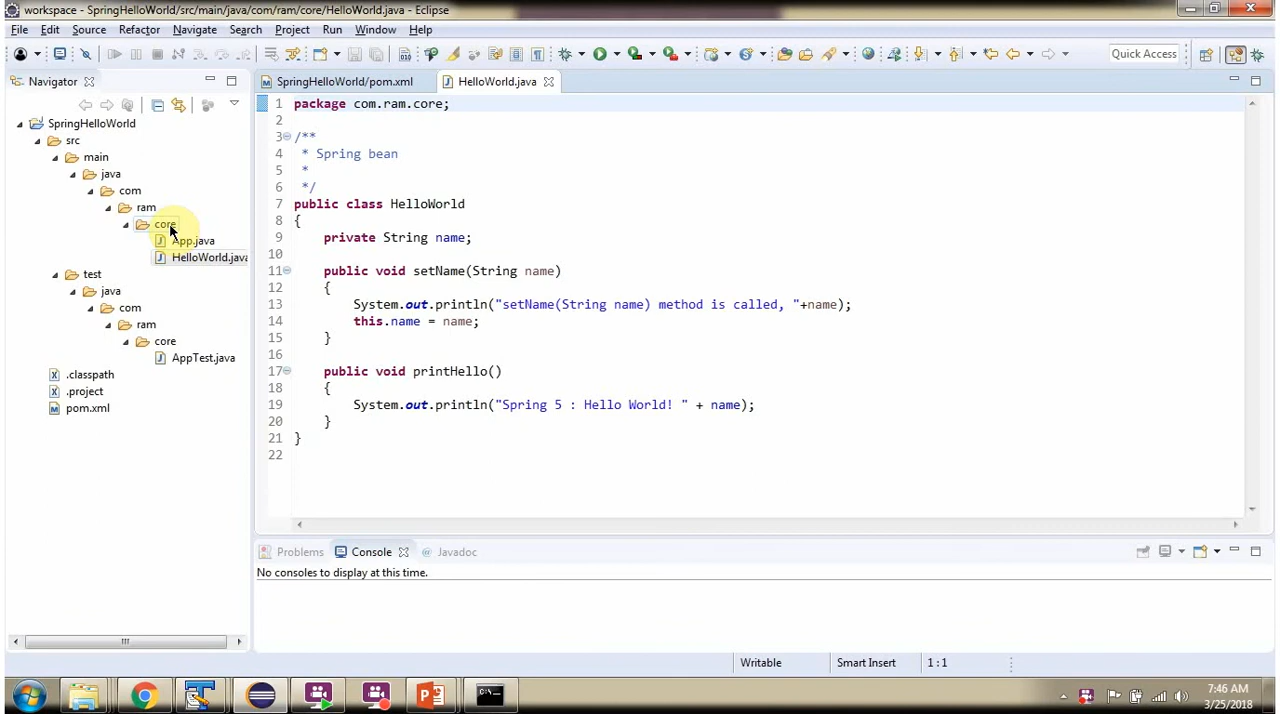 workspace - SpringHelloWorld/src/main/java/com/ram/core/HelloWorld.java - Eclipse
File Edit Source Refactor Navigate Search Project Run Window Help
Quick Access
Navigator
SpringHelloWorld/pom.xml HelloWorld.java
SpringHelloWorld
src
main
java
com
ram
core
App.java
HelloWorld.java
test
java
com
ram
core
AppTest.java
.classpath
.project
pom.xml
1 package com.ram.core;
2
3 /**
4 * Spring bean
5 *
6 */
7 public class HelloWorld
8 {
9 private String name;
10
11 public void setName(String name)
12 {
13 System.out.println("setName(String name) method is called, "+name);
14 this.name = name;
15 }
16
17 public void printHello()
18 {
19 System.out.println("Spring 5 : Hello World! " + name);
20 }
21 }
22
Problems Console @ Javadoc
No consoles to display at this time.
Writable Smart Insert 1:1
7:46 AM
3/25/2018